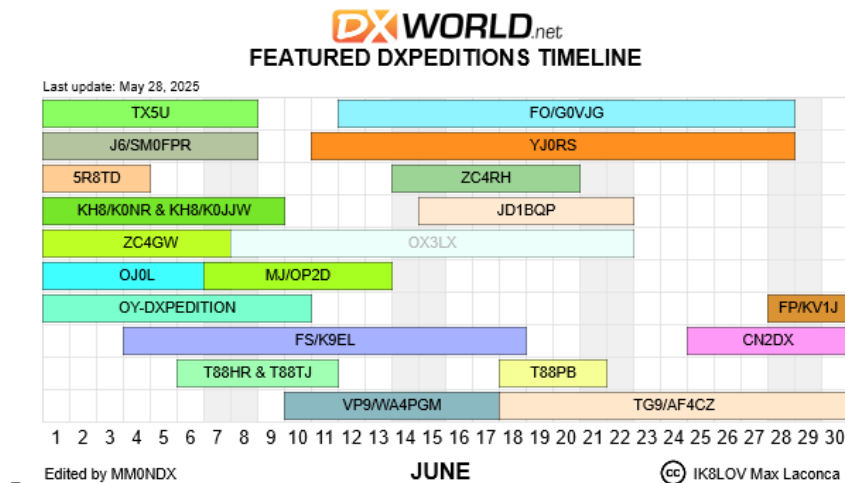 DX WORLD.net
FEATURED DXPEDITIONS TIMELINE
Last update: May 28, 2025
TX5U FO/G0VJG
J6/SM0FPR YJ0RS
5R8TD ZC4RH
KH8/K0NR & KH8/K0JJW JD1BQP
ZC4GW OX3LX
OJ0L MJ/OP2D
OY-DXPEDITION FP/KV1J
FS/K9EL CN2DX
T88HR & T88TJ T88PB
VP9/WA4PGM TG9/AF4CZ
1 2 3 4 5 6 7 8 9 10 11 12 13 14 15 16 17 18 19 20 21 22 23 24 25 26 27 28 29 30
Edited by MM0NDX JUNE cc IK8LOV Max Laconca